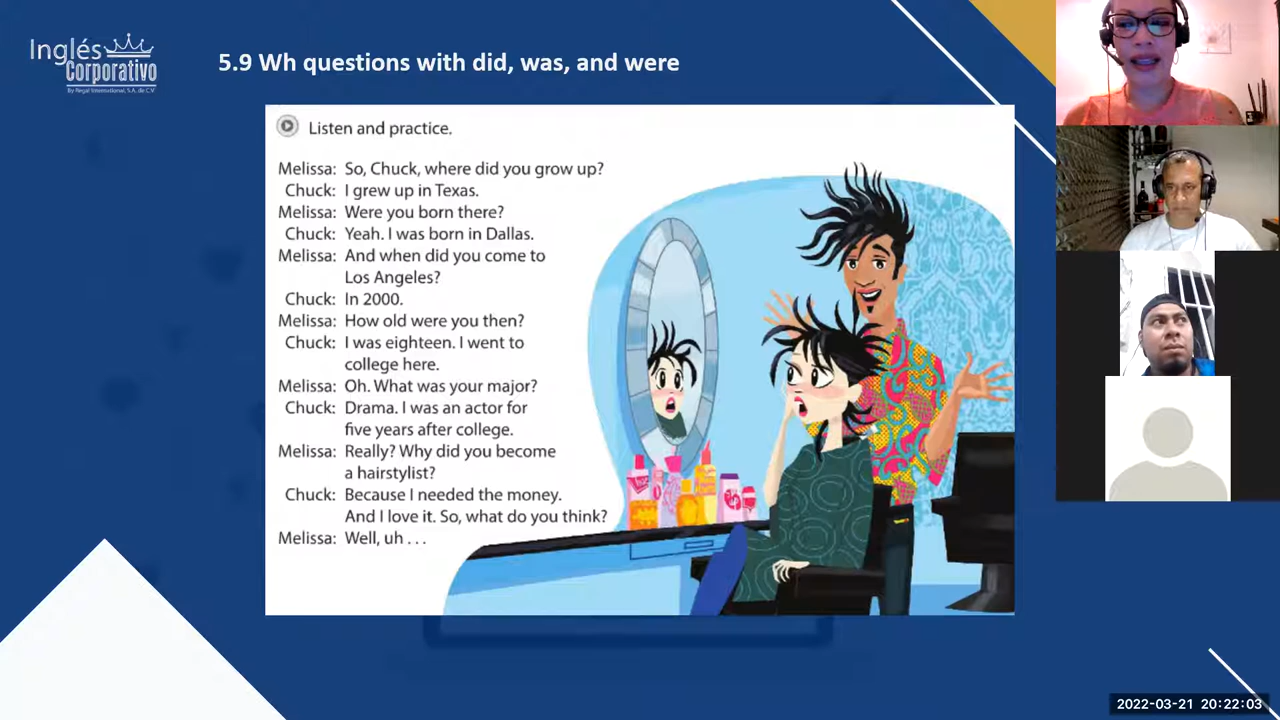 Inglés
Corporativo
By Regal International, S.A. de C.V
5.9 Wh questions with did, was, and were
Listen and practice.
Melissa: So, Chuck, where did you grow up?
Chuck: I grew up in Texas.
Melissa: Were you born there?
Chuck: Yeah. I was born in Dallas.
Melissa: And when did you come to
Los Angeles?
Chuck: In 2000.
Melissa: How old were you then?
Chuck: I was eighteen. I went to
college here.
Melissa: Oh. What was your major?
Chuck: Drama. I was an actor for
five years after college.
Melissa: Really? Why did you become
a hairstylist?
Chuck: Because I needed the money.
And I love it. So, what do you think?
Melissa: Well, uh . . .
2022-03-21 20:22:03